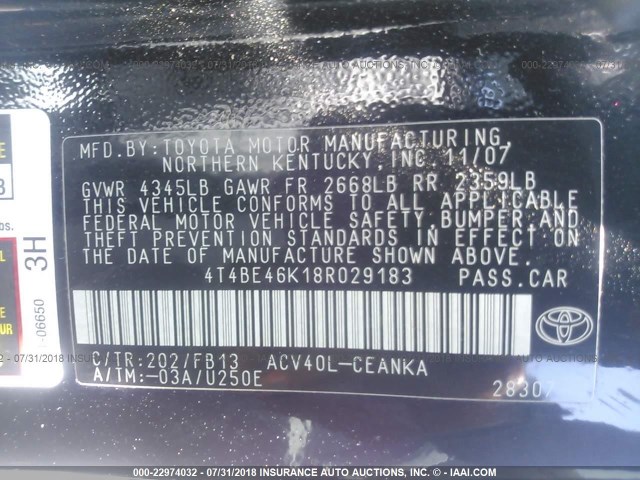 000-22974032 - 07/31/2018 INSURANCE AUTO AUCTIONS, INC. - IAAI.COM
MFD.BY:TOYOTA MOTOR MANUFACTURING,
NORTHERN KENTUCKY, INC. 11/07
GVWR 4345LB GAWR FR 2668LB RR 2359LB
THIS VEHICLE CONFORMS TO ALL APPLICABLE
FEDERAL MOTOR VEHICLE SAFETY, BUMPER, AND
THEFT PREVENTION STANDARDS IN EFFECT ON
THE DATE OF MANUFACTURE SHOWN ABOVE.
4T4BE46K18R029183 PASS.CAR
C/TR:202/FB13 ACV40L-CEANKA
A/TM:-03A/U250E
28307
3H
-06650